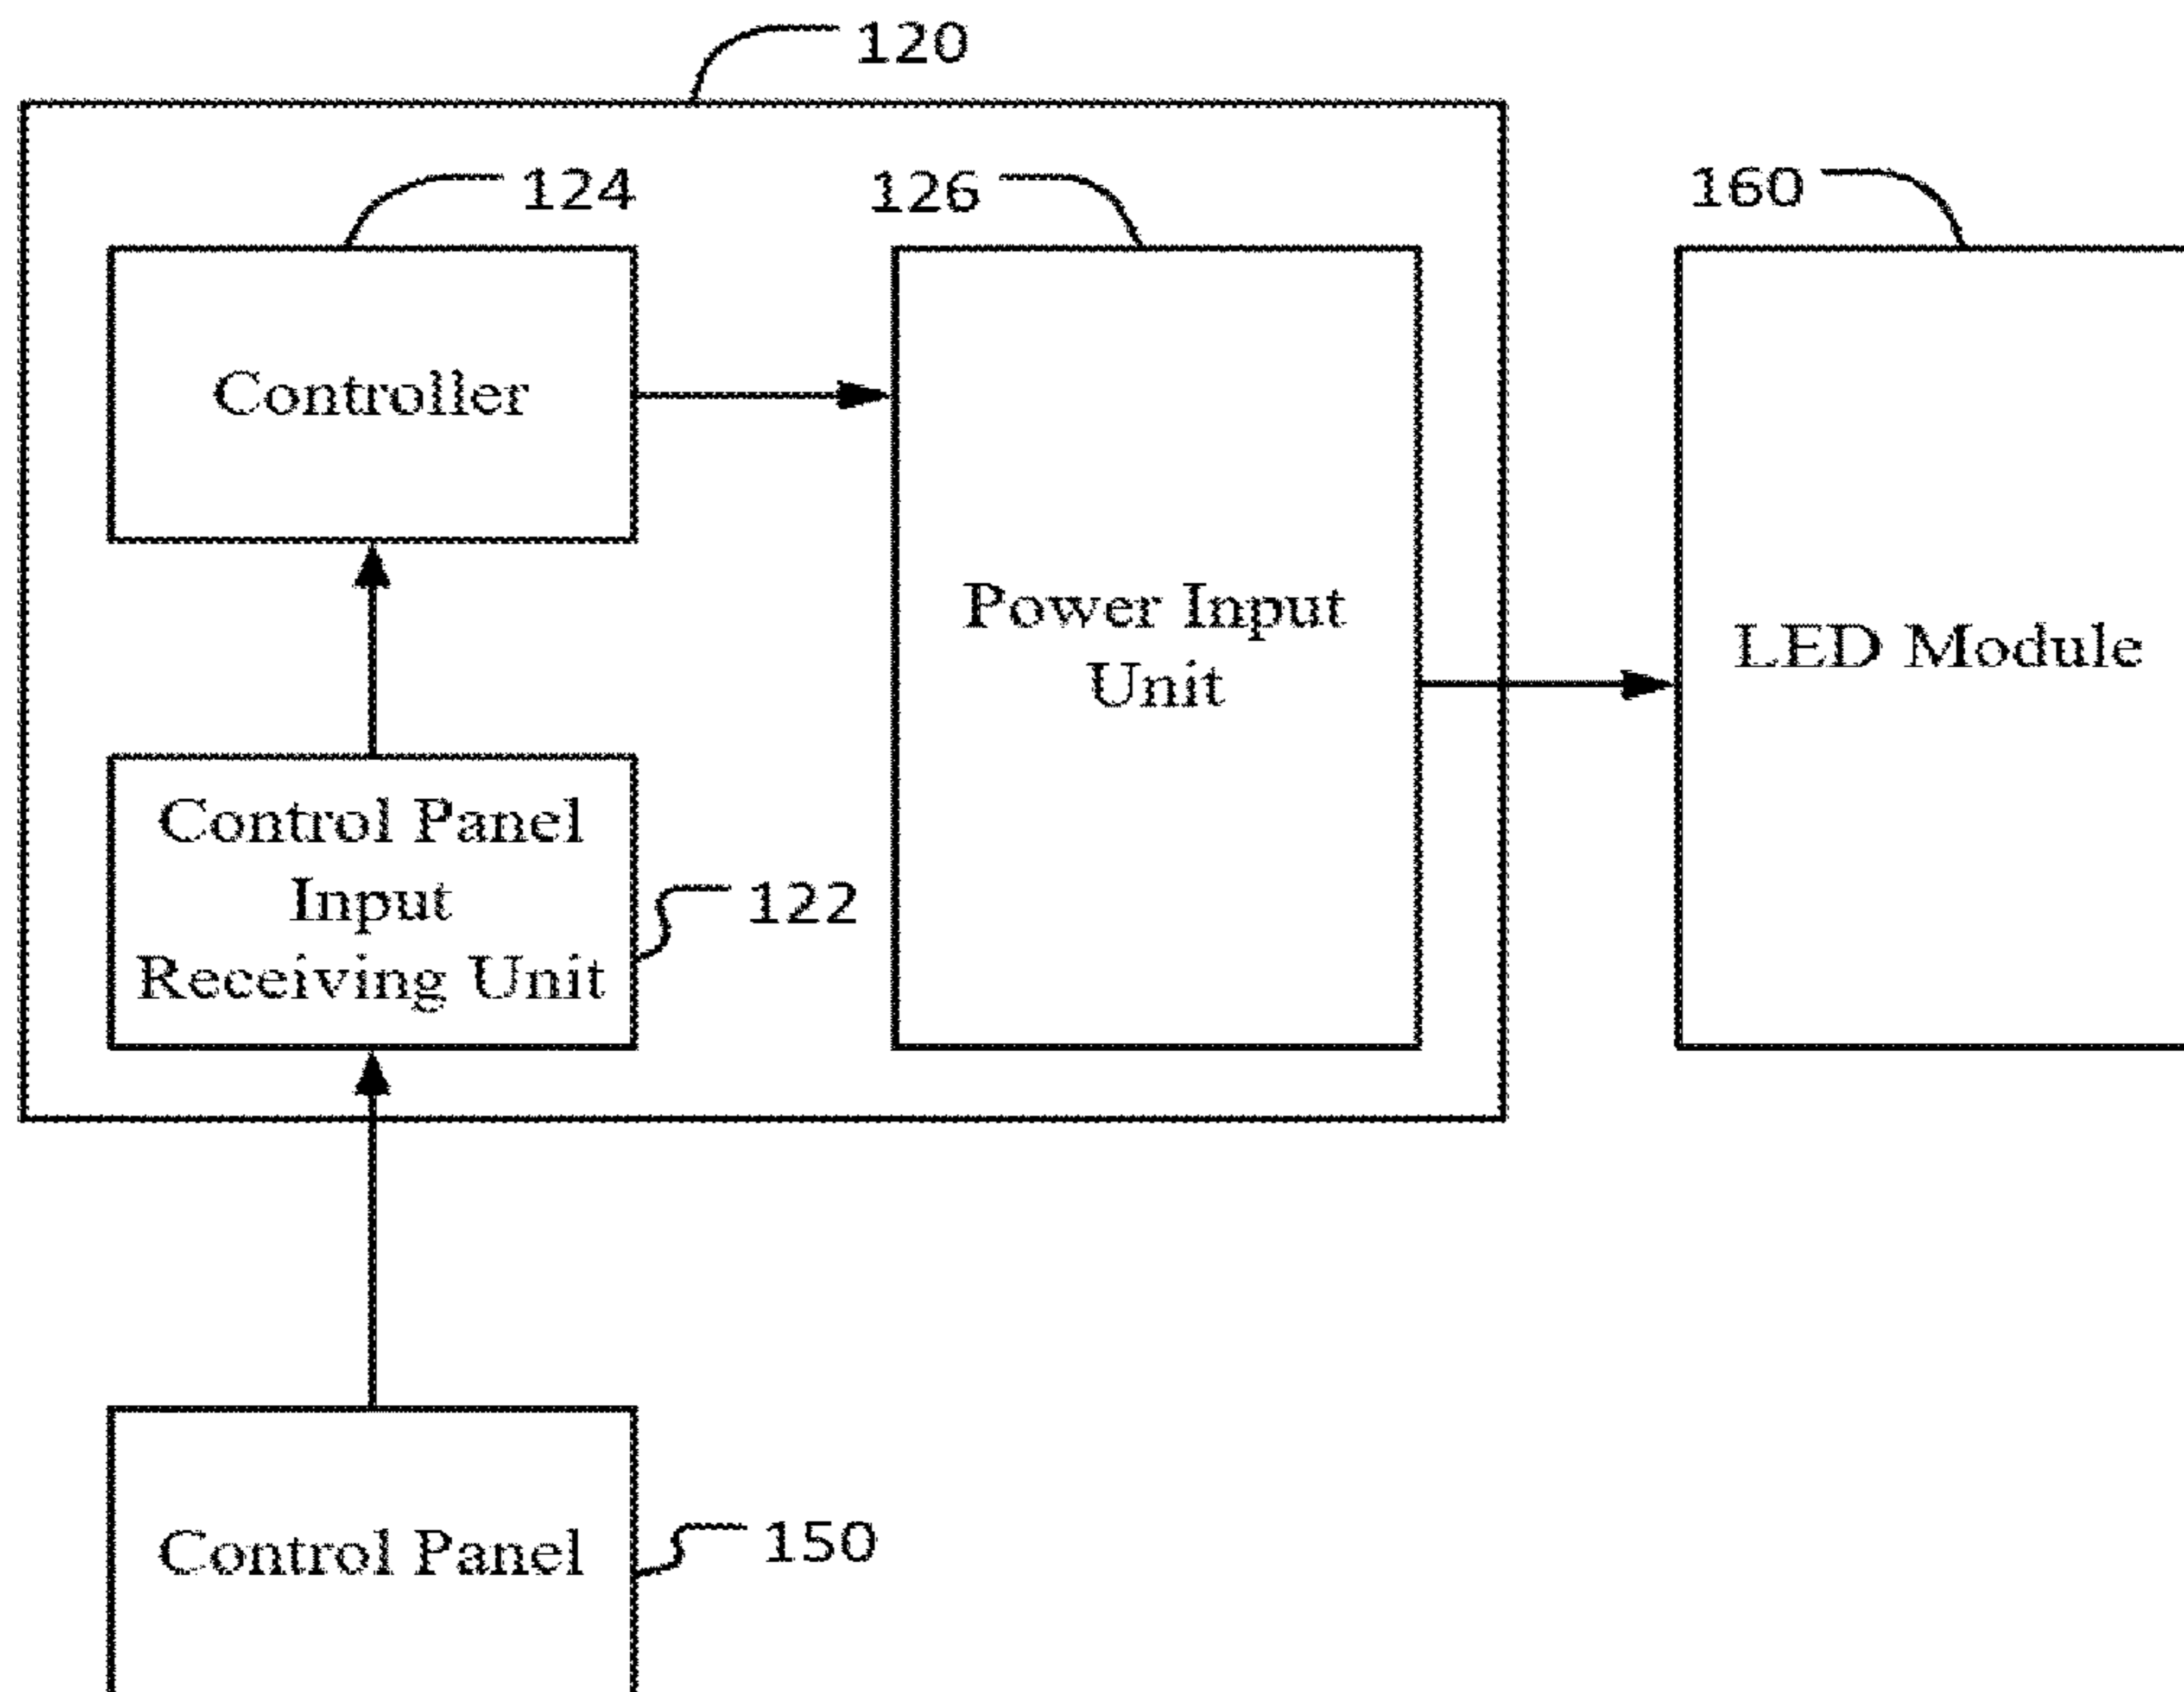 120
124
126
160
Controller
Power Input
Unit
LED Module
Control Panel
Input
Receiving Unit
122
Control Panel
150